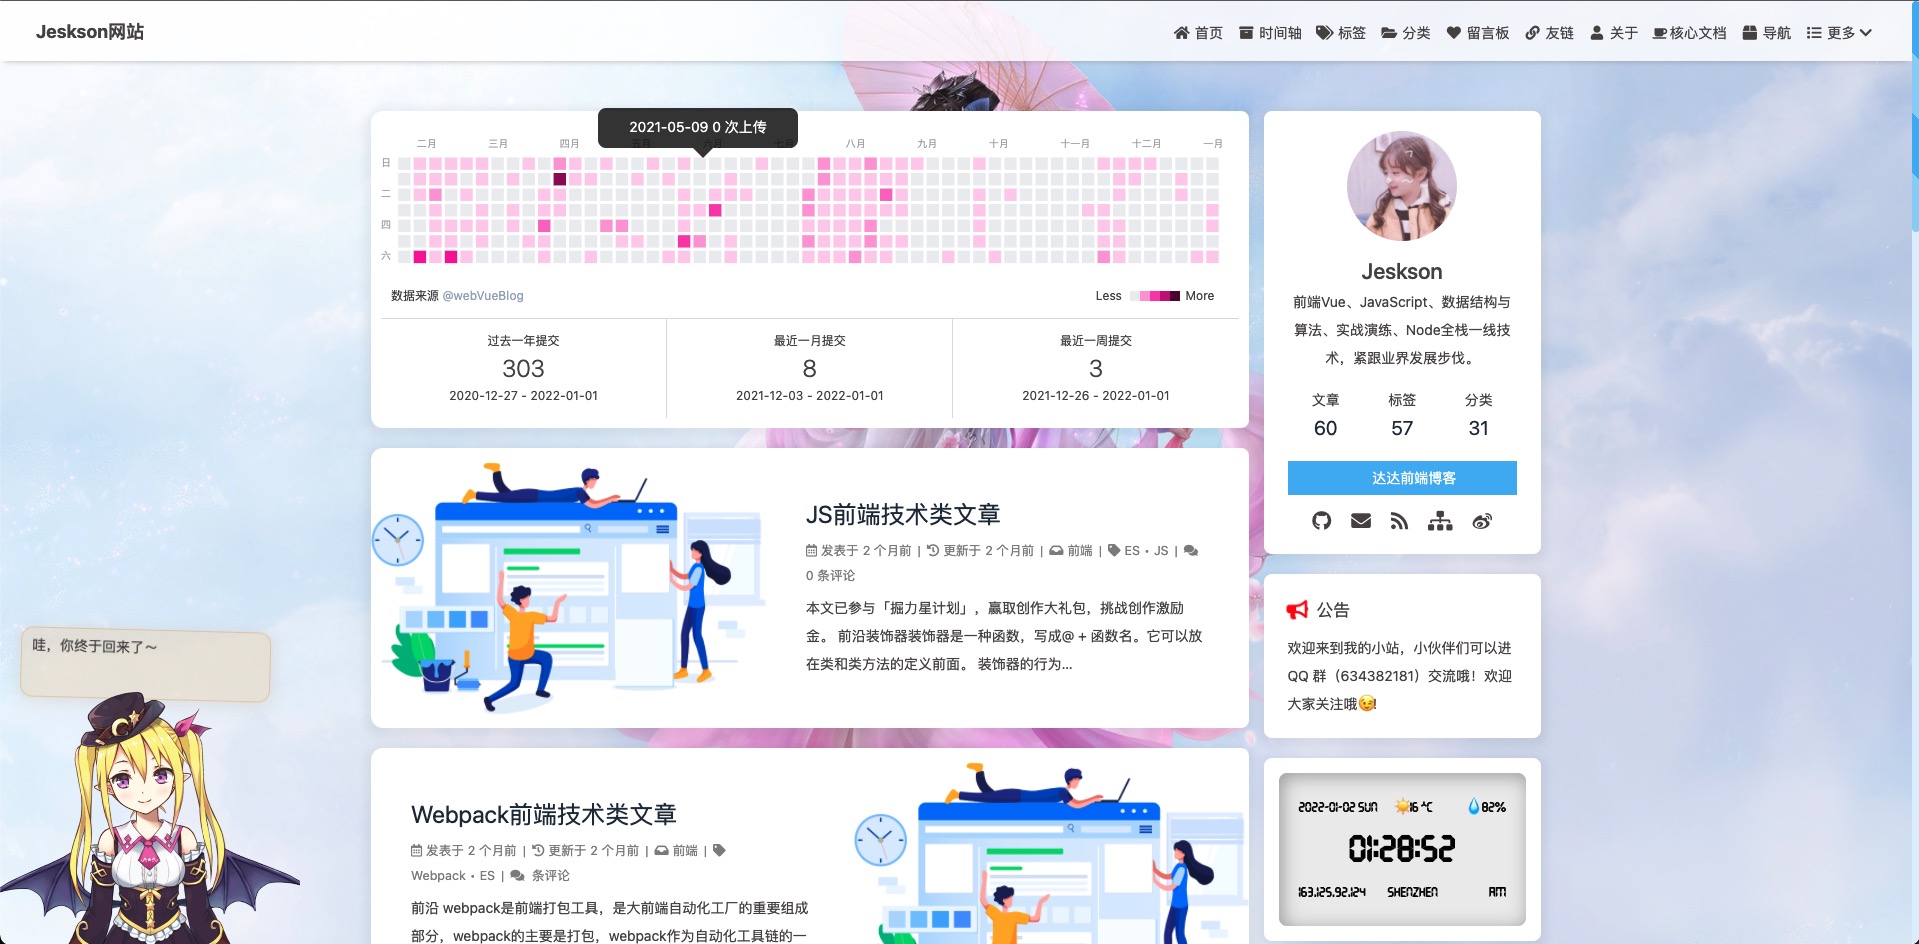 Jeskson网站
首页 时间轴 标签 分类 留言板 友链 关于 核心文档 导航 更多
2021-05-09 0 次上传
二月 三月 四月 五月 六月 七月 八月 九月 十月 十一月 十二月 一月
日
二
四
六
数据来源 @webVueBlog
Less More
过去一年提交 最近一月提交 最近一周提交
303 8 3
2020-12-27 - 2022-01-01 2021-12-03 - 2022-01-01 2021-12-26 - 2022-01-01
JS前端技术类文章
发表于 2 个月前 | 更新于 2 个月前 | 前端 | ES • JS |
0 条评论
本文已参与「掘力星计划」，赢取创作大礼包，挑战创作激励
金。 前沿装饰器装饰器是一种函数，写成@ + 函数名。它可以放
在类和类方法的定义前面。 装饰器的行为...
Webpack前端技术类文章
发表于 2 个月前 | 更新于 2 个月前 | 前端 |
Webpack • ES | 条评论
前沿 webpack是前端打包工具，是大前端自动化工厂的重要组成
部分，webpack的主要是打包，webpack作为自动化工具链的一
Jeskson
前端Vue、JavaScript、数据结构与
算法、实战演练、Node全栈一线技
术，紧跟业界发展步伐。
文章 标签 分类
60 57 31
达达前端博客
公告
欢迎来到我的小站，小伙伴们可以进
QQ 群（634382181）交流哦！欢迎
大家关注哦😉!
2022-01-02 SUN 16 ℃ 82%
01:28:52
163.125.92.124 SHENZHEN AM
哇，你终于回来了～